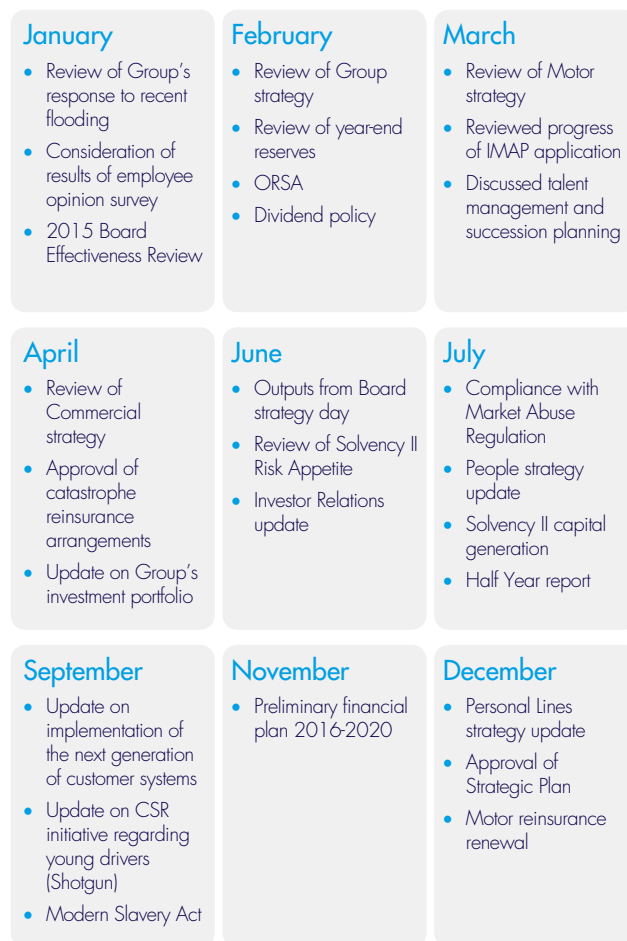 January
• Review of Group's
response to recent
flooding
• Consideration of
results of employee
opinion survey
• 2015 Board
Effectiveness Review
February
• Review of Group
strategy
• Review of year-end
reserves
• ORSA
• Dividend policy
March
• Review of Motor
strategy
• Reviewed progress
of IMAP application
• Discussed talent
management and
succession planning
April
• Review of
Commercial
strategy
• Approval of
catastrophe
reinsurance
arrangements
• Update on Group's
investment portfolio
June
• Outputs from Board
strategy day
• Review of Solvency II
Risk Appetite
• Investor Relations
update
July
• Compliance with
Market Abuse
Regulation
• People strategy
update
• Solvency II capital
generation
• Half Year report
September
• Update on
implementation of
the next generation
of customer systems
• Update on CSR
initiative regarding
young drivers
(Shotgun)
• Modern Slavery Act
November
• Preliminary financial
plan 2016-2020
December
• Personal Lines
strategy update
• Approval of
Strategic Plan
• Motor reinsurance
renewal